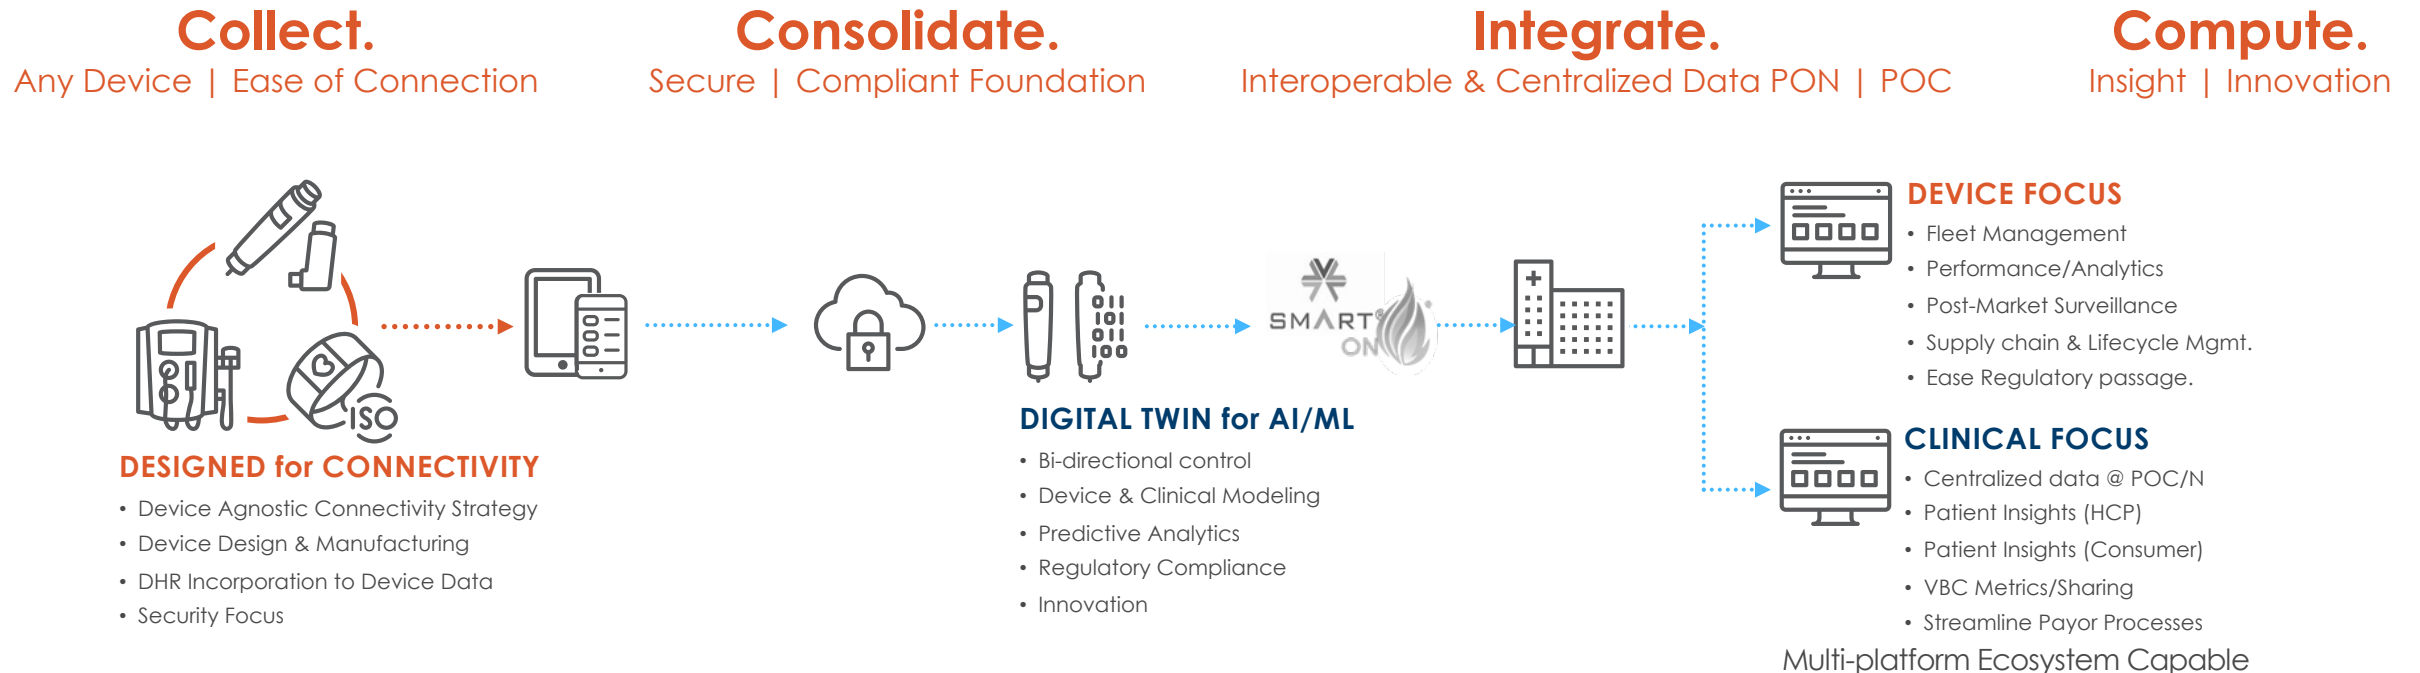 Collect.
Any Device | Ease of Connection
Consolidate.
Secure | Compliant Foundation
Integrate.
Interoperable & Centralized Data PON | POC
Compute.
Insight | Innovation
ISO
DESIGNED for CONNECTIVITY
• Device Agnostic Connectivity Strategy
• Device Design & Manufacturing
• DHR Incorporation to Device Data
• Security Focus
011
101
011
100
DIGITAL TWIN for AI/ML
• Bi-directional control
• Device & Clinical Modeling
• Predictive Analytics
• Regulatory Compliance
• Innovation
SMART®
ON
DEVICE FOCUS
• Fleet Management
• Performance/Analytics
• Post-Market Surveillance
• Supply chain & Lifecycle Mgmt.
• Ease Regulatory passage.
CLINICAL FOCUS
• Centralized data @ POC/N
• Patient Insights (HCP)
• Patient Insights (Consumer)
• VBC Metrics/Sharing
• Streamline Payor Processes
Multi-platform Ecosystem Capable